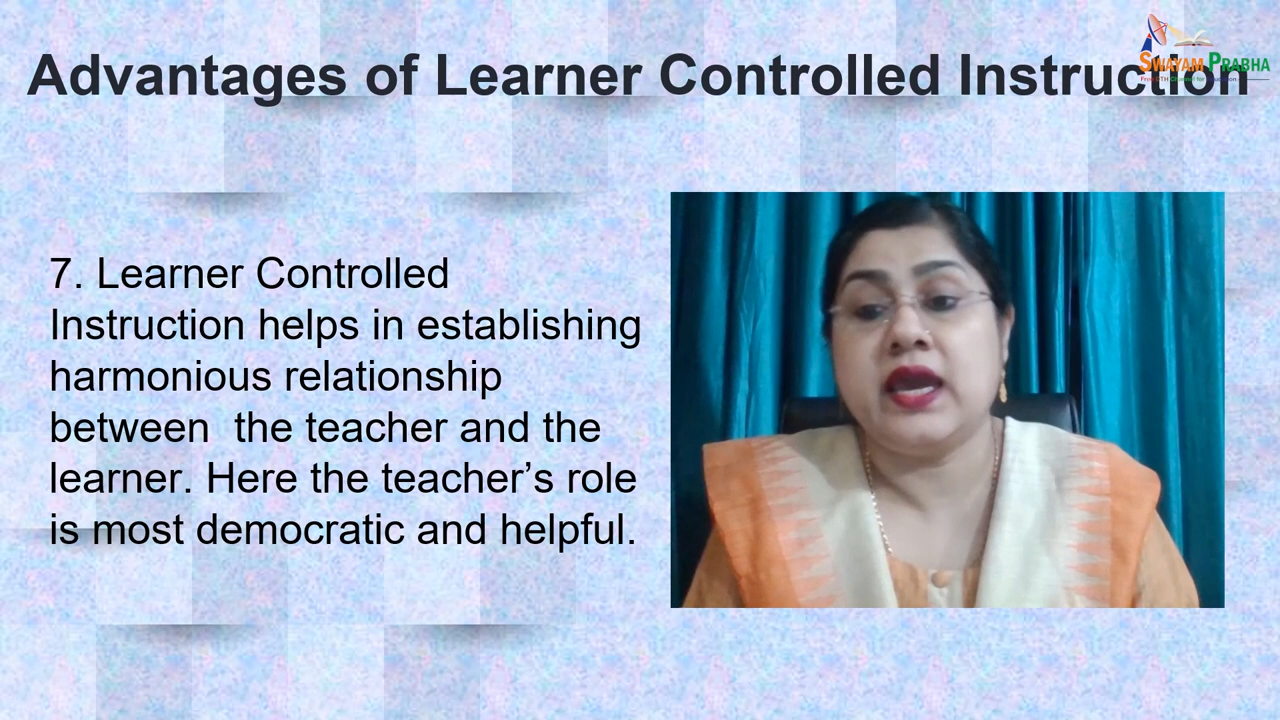 Advantages of Learner Controlled Instruction
SWAYAM PRABHA
7. Learner Controlled
Instruction helps in establishing
harmonious relationship
between the teacher and the
learner. Here the teacher’s role
is most democratic and helpful.